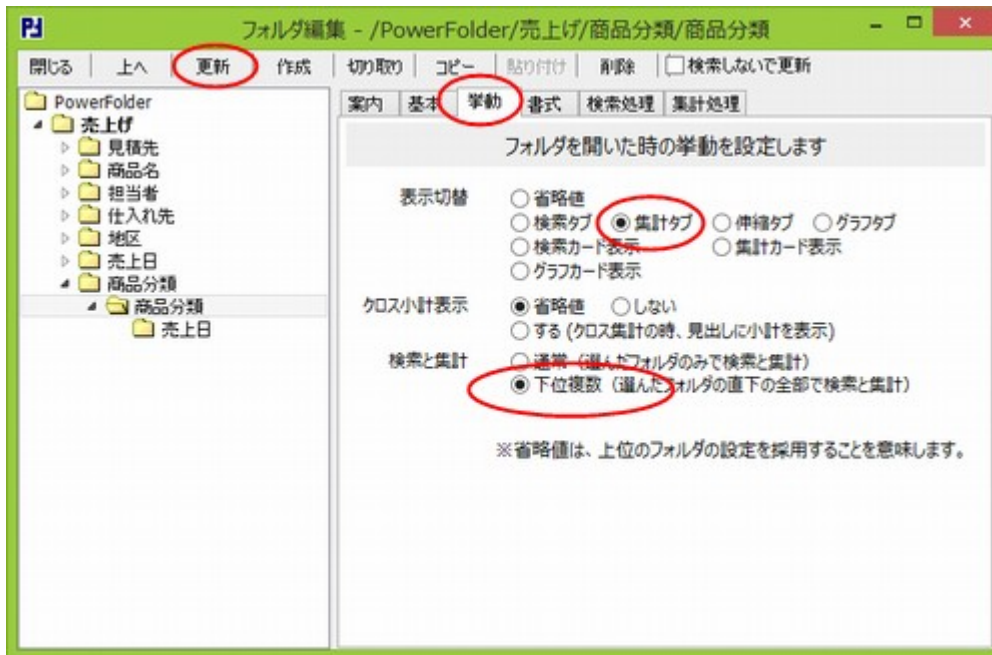 フォルダ編集 - /PowerFolder/売上げ/商品分類/商品分類
閉じる 上へ 更新 作成 切り取り コピー 貼り付け 削除 検索しないで更新
PowerFolder
売上げ
見積先
商品名
担当者
仕入れ先
地区
売上日
商品分類
商品分類
売上日
案内 基本 挙動 書式 検索処理 集計処理
フォルダを開いた時の挙動を設定します
表示切替 省略値
検索タブ 集計タブ 伸縮タブ グラフタブ
検索カード表示 集計カード表示
グラフカード表示
クロス小計表示 省略値 しない
する (クロス集計の時、見出しに小計を表示)
検索と集計 通常 (選んだフォルダのみで検索と集計)
下位複数 (選んだフォルダの直下の全部で検索と集計)
※省略値は、上位のフォルダの設定を採用することを意味します。